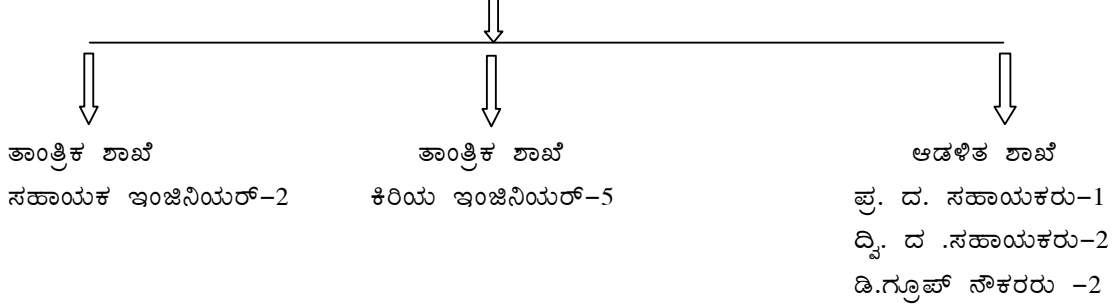 ತಾಂತ್ರಿಕ ಶಾಖೆ
ಸಹಾಯಕ ಇಂಜಿನಿಯರ್-2
ತಾಂತ್ರಿಕ ಶಾಖೆ
ಕಿರಿಯ ಇಂಜಿನಿಯರ್-5
ಆಡಳಿತ ಶಾಖೆ
ಪ್ರ. ದ. ಸಹಾಯಕರು-1
ದ್ವಿ. ದ .ಸಹಾಯಕರು-2
ಡಿ.ಗ್ರೂಪ್ ನೌಕರರು -2